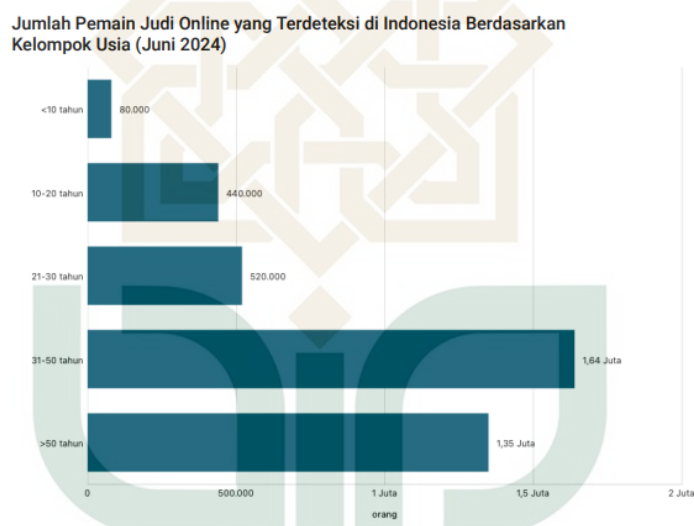 Jumlah Pemain Judi Online yang Terdeteksi di Indonesia Berdasarkan
Kelompok Usia (Juni 2024)
<10 tahun 80.000
10-20 tahun 440.000
21-30 tahun 520.000
31-50 tahun 1,64 Juta
>50 tahun 1,35 Juta
0 500.000 1 Juta 1,5 Juta 2 Juta
orang